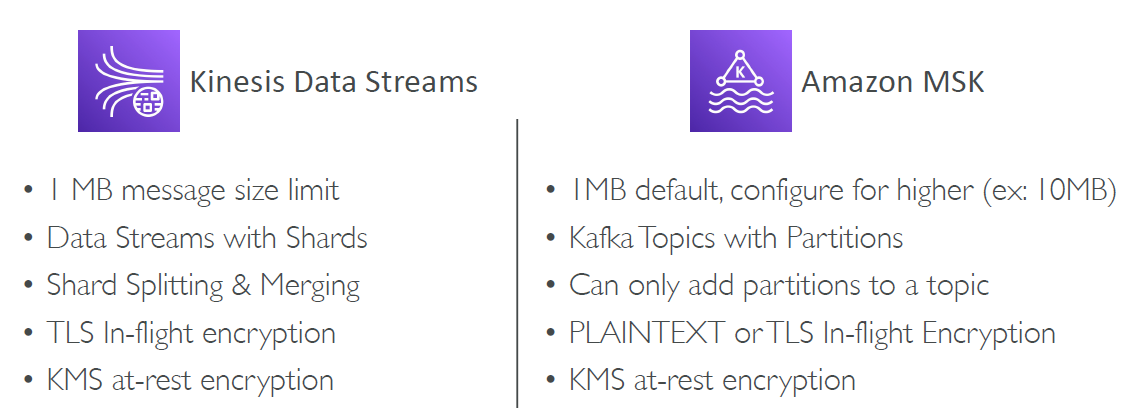 Kinesis Data Streams
• 1 MB message size limit
• Data Streams with Shards
• Shard Splitting & Merging
• TLS In-flight encryption
• KMS at-rest encryption
K
Amazon MSK
• 1MB default, configure for higher (ex: 10MB)
• Kafka Topics with Partitions
• Can only add partitions to a topic
• PLAINTEXT or TLS In-flight Encryption
• KMS at-rest encryption